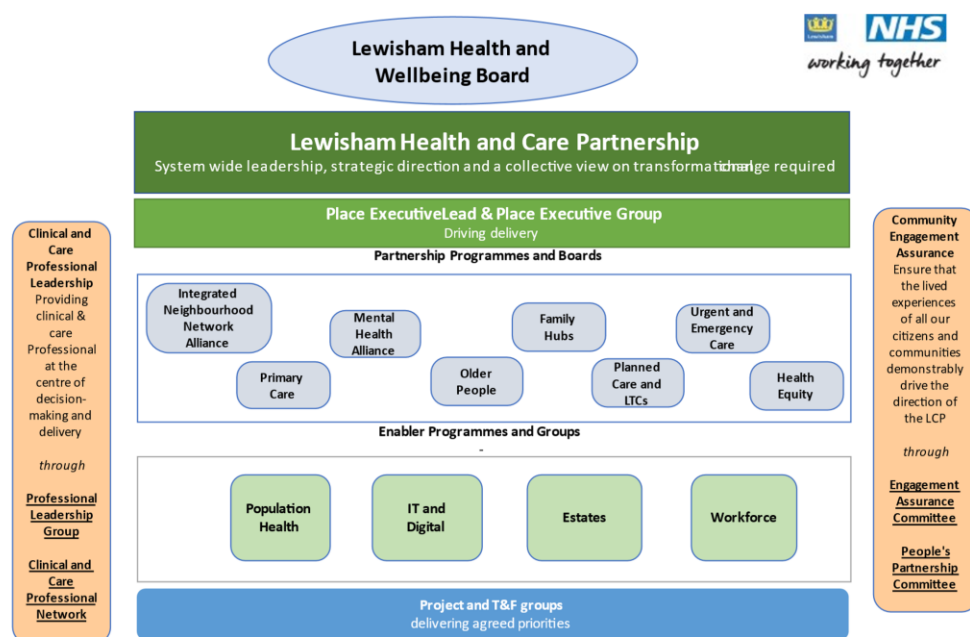 Lewisham Health and
Wellbeing Board
Lewisham
NHS
working together
Lewisham Health and Care Partnership
System wide leadership, strategic direction and a collective view on transformational change required
Place ExecutiveLead & Place Executive Group
Driving delivery
Partnership Programmes and Boards
Integrated
Neighbourhood
Network
Alliance
Mental
Health
Alliance
Family
Hubs
Urgent and
Emergency
Care
Primary
Care
Older
People
Planned
Care and
LTCs
Health
Equity
Enabler Programmes and Groups
-
Population
Health
IT and
Digital
Estates
Workforce
Project and T&F groups
delivering agreed priorities
Clinical and
Care
Professional
Leadership
Providing
clinical &
care
Professional
at the
centre of
decision-
making and
delivery
through
Professional
Leadership
Group
Clinical and
Care
Professional
Network
Community
Engagement
Assurance
Ensure that
the lived
experiences
of all our
citizens and
communities
demonstrably
drive the
direction of
the LCP
through
Engagement
Assurance
Committee
People's
Partnership
Committee